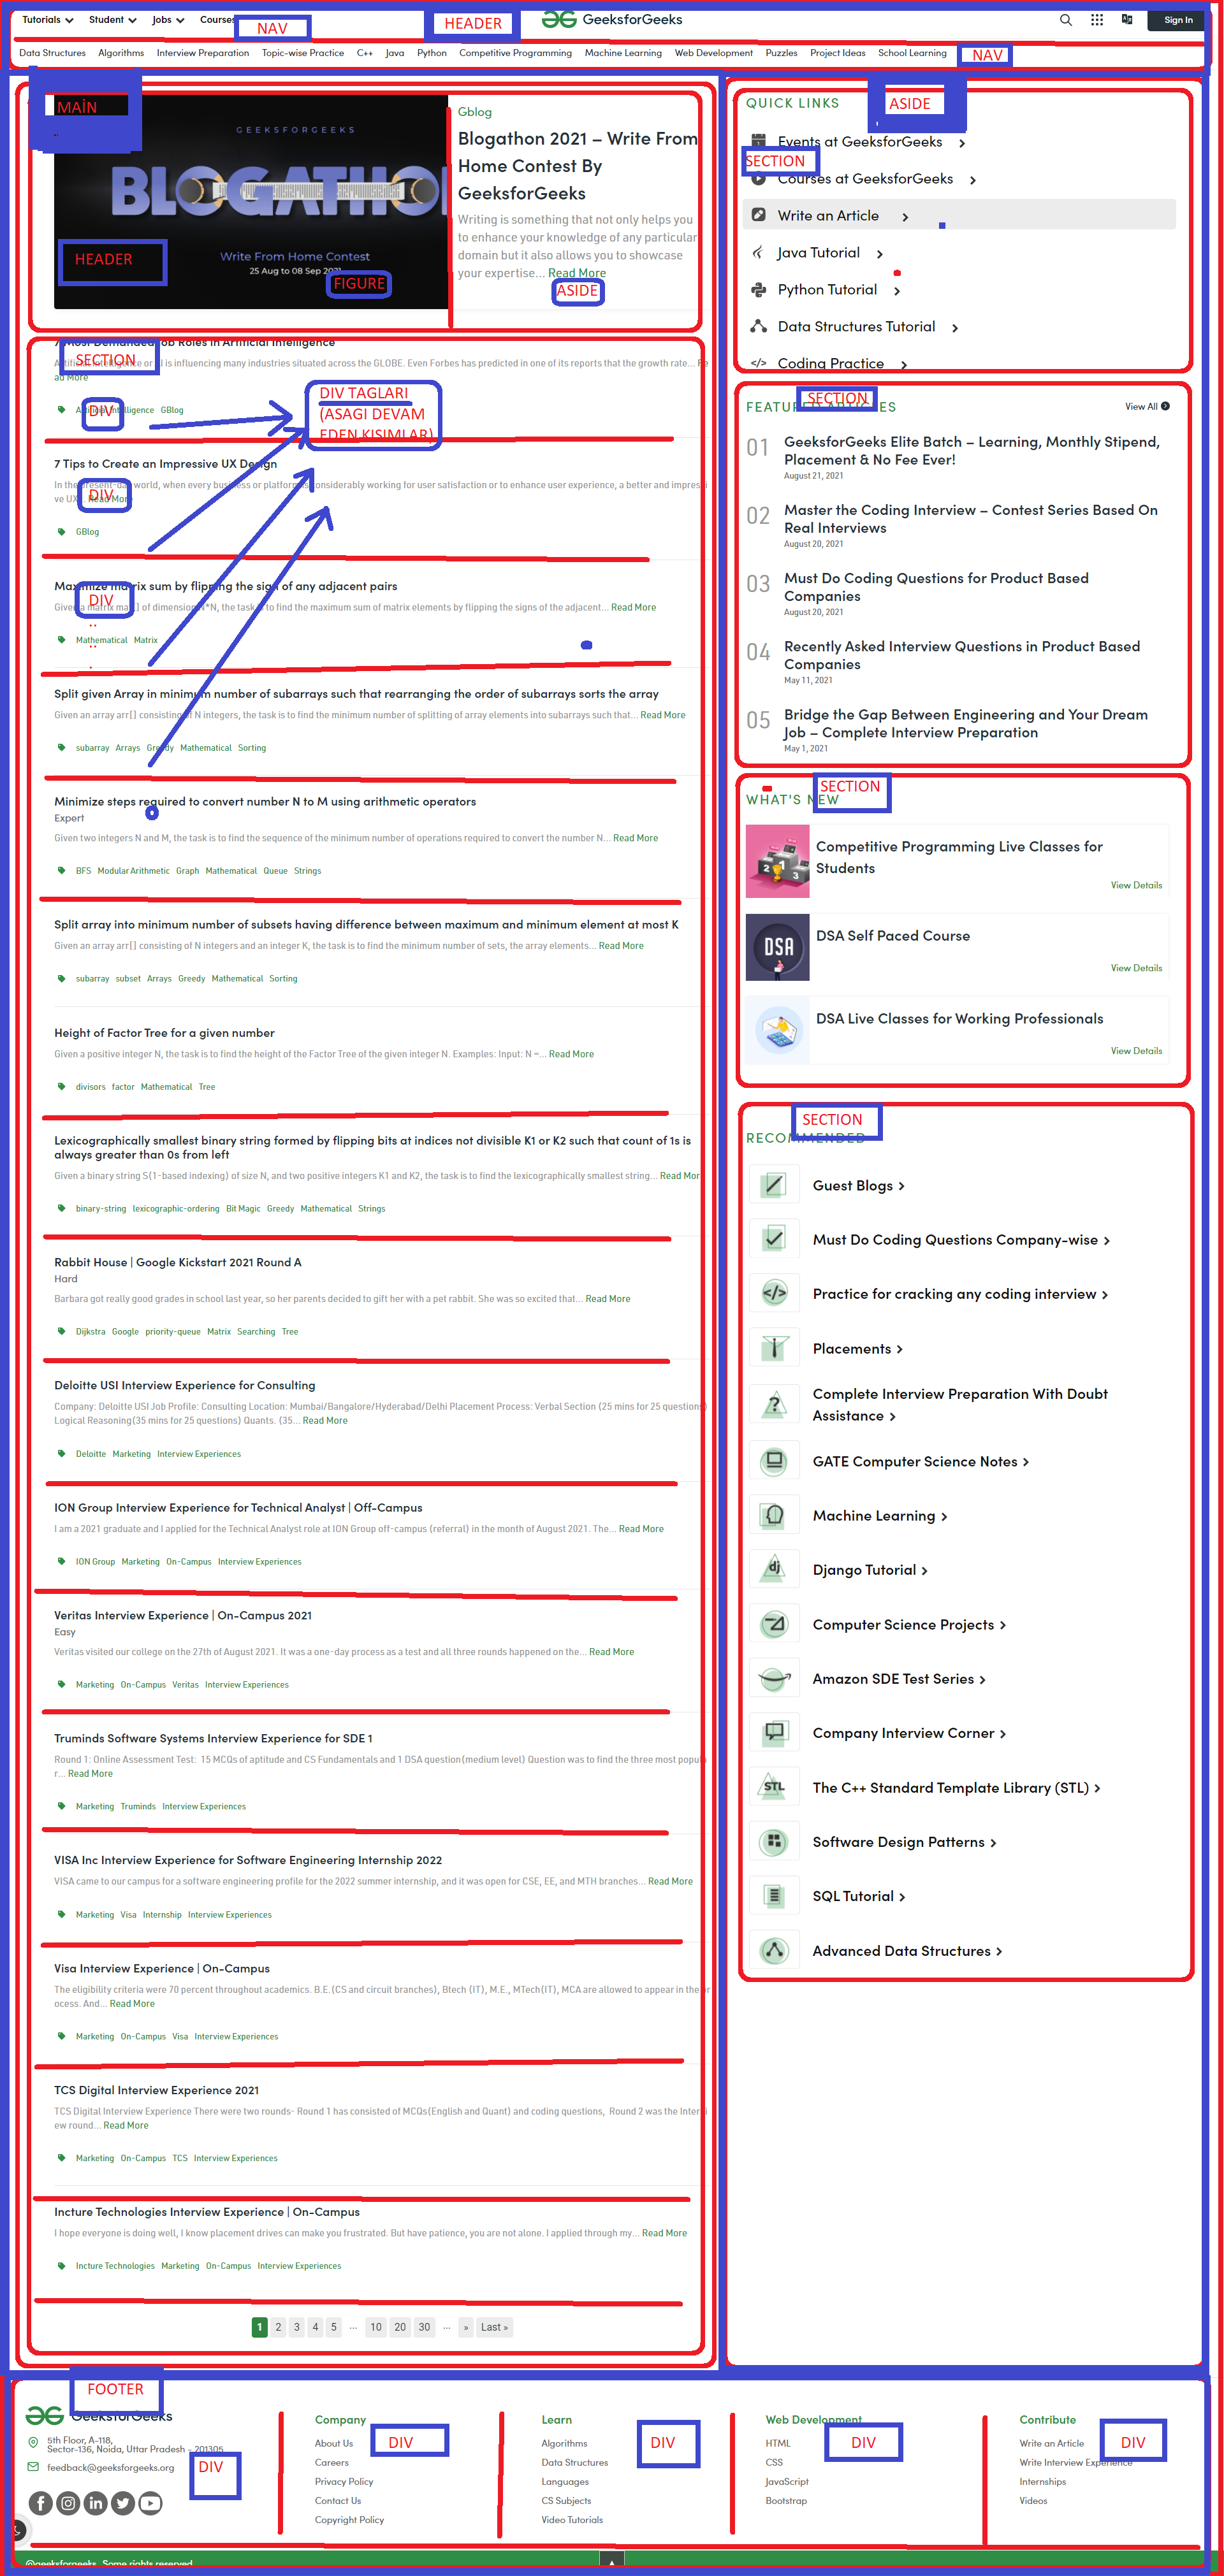 Tutorials Student Jobs Courses
NAV
HEADER
GeeksforGeeks
Sign In
Data Structures Algorithms Interview Preparation Topic-wise Practice C++ Java Python Competitive Programming Machine Learning Web Development Puzzles Project Ideas School Learning
NAV
MAİN
GEEKSFORGEEKS
BLOGATHON
Write From Home Contest
25 Aug to 08 Sep 2021
HEADER
FIGURE
Gblog
Blogathon 2021 – Write From
Home Contest By
GeeksforGeeks
Writing is something that not only helps you
to enhance your knowledge of any particular
domain but it also allows you to showcase
your expertise... Read More
ASIDE
7 Most Demanded Job Roles in Artificial Intelligence
SECTION
Artificial Intelligence or AI is influencing many industries situated across the GLOBE. Even Forbes has predicted in one of its reports that the growth rate... Re
ad More
DIV
Artificial Intelligence GBlog
DIV TAGLARI
(ASAGI DEVAM
EDEN KISIMLAR)
7 Tips to Create an Impressive UX Design
In the present-day world, when every business or platform is considerably working for user satisfaction or to enhance user experience, a better and impressi
ve UX... Read More
DIV
GBlog
Maximize matrix sum by flipping the sign of any adjacent pairs
Given a matrix mat[] of dimension N*N, the task is to find the maximum sum of matrix elements by flipping the signs of the adjacent... Read More
DIV
Mathematical Matrix
Split given Array in minimum number of subarrays such that rearranging the order of subarrays sorts the array
Given an array arr[] consisting of N integers, the task is to find the minimum number of splitting of array elements into subarrays such that... Read More
subarray Arrays Greedy Mathematical Sorting
Minimize steps required to convert number N to M using arithmetic operators
Expert
Given two integers N and M, the task is to find the sequence of the minimum number of operations required to convert the number N... Read More
BFS Modular Arithmetic Graph Mathematical Queue Strings
Split array into minimum number of subsets having difference between maximum and minimum element at most K
Given an array arr[] consisting of N integers and an integer K, the task is to find the minimum number of sets, the array elements... Read More
subarray subset Arrays Greedy Mathematical Sorting
Height of Factor Tree for a given number
Given a positive integer N, the task is to find the height of the Factor Tree of the given integer N. Examples: Input: N =... Read More
divisors factor Mathematical Tree
Lexicographically smallest binary string formed by flipping bits at indices not divisible K1 or K2 such that count of 1s is
always greater than 0s from left
Given a binary string S(1-based indexing) of size N, and two positive integers K1 and K2, the task is to find the lexicographically smallest string... Read More
binary-string lexicographic-ordering Bit Magic Greedy Mathematical Strings
Rabbit House | Google Kickstart 2021 Round A
Hard
Barbara got really good grades in school last year, so her parents decided to gift her with a pet rabbit. She was so excited that... Read More
Dijkstra Google priority-queue Matrix Searching Tree
Deloitte USI Interview Experience for Consulting
Company: Deloitte USI Job Profile: Consulting Location: Mumbai/Bangalore/Hyderabad/Delhi Placement Process: Verbal Section (25 mins for 25 questions)
Logical Reasoning(35 mins for 25 questions) Quants. (35... Read More
Deloitte Marketing Interview Experiences
ION Group Interview Experience for Technical Analyst | Off-Campus
I am a 2021 graduate and I applied for the Technical Analyst role at ION Group off-campus (referral) in the month of August 2021. The... Read More
ION Group Marketing On-Campus Interview Experiences
Veritas Interview Experience | On-Campus 2021
Easy
Veritas visited our college on the 27th of August 2021. It was a one-day process as a test and all three rounds happened on the... Read More
Marketing On-Campus Veritas Interview Experiences
Truminds Software Systems Interview Experience for SDE 1
Round 1: Online Assessment Test: 15 MCQs of aptitude and CS Fundamentals and 1 DSA question(medium level) Question was to find the three most popula
r... Read More
Marketing Truminds Interview Experiences
VISA Inc Interview Experience for Software Engineering Internship 2022
VISA came to our campus for a software engineering profile for the 2022 summer internship, and it was open for CSE, EE, and MTH branches... Read More
Marketing Visa Internship Interview Experiences
Visa Interview Experience | On-Campus
The eligibility criteria were 70 percent throughout academics. B.E.(CS and circuit branches), Btech (IT), M.E., MTech(IT), MCA are allowed to appear in the pr
ocess. And... Read More
Marketing On-Campus Visa Interview Experiences
TCS Digital Interview Experience 2021
TCS Digital Interview Experience There were two rounds- Round 1 has consisted of MCQs(English and Quant) and coding questions, Round 2 was the Intervi
ew round... Read More
Marketing On-Campus TCS Interview Experiences
Incture Technologies Interview Experience | On-Campus
I hope everyone is doing well, I know placement drives can make you frustrated. But have patience, you are not alone. I applied through my... Read More
Incture Technologies Marketing On-Campus Interview Experiences
1 2 3 4 5 ... 10 20 30 ... » Last »
QUICK LINKS
ASIDE
Events at GeeksforGeeks
SECTION
Courses at GeeksforGeeks
Write an Article
Java Tutorial
Python Tutorial
Data Structures Tutorial
Coding Practice
SECTION
FEATURED ARTICLES
View All
01 GeeksforGeeks Elite Batch – Learning, Monthly Stipend,
Placement & No Fee Ever!
August 21, 2021
02 Master the Coding Interview – Contest Series Based On
Real Interviews
August 20, 2021
03 Must Do Coding Questions for Product Based
Companies
August 20, 2021
04 Recently Asked Interview Questions in Product Based
Companies
May 11, 2021
05 Bridge the Gap Between Engineering and Your Dream
Job – Complete Interview Preparation
May 1, 2021
SECTION
WHAT'S NEW
2 1 3
Competitive Programming Live Classes for
Students
View Details
DSA
DSA Self Paced Course
View Details
DSA Live Classes for Working Professionals
View Details
SECTION
RECOMMENDED
Guest Blogs
Must Do Coding Questions Company-wise
Practice for cracking any coding interview
Placements
Complete Interview Preparation With Doubt
Assistance
GATE Computer Science Notes
Machine Learning
dj
Django Tutorial
Computer Science Projects
Amazon SDE Test Series
Company Interview Corner
STL
The C++ Standard Template Library (STL)
Software Design Patterns
SQL Tutorial
Advanced Data Structures
FOOTER
GeeksforGeeks
5th Floor, A-118,
Sector-136, Noida, Uttar Pradesh - 201305
feedback@geeksforgeeks.org
DIV
Company
DIV
About Us
Careers
Privacy Policy
Contact Us
Copyright Policy
Learn
DIV
Algorithms
Data Structures
Languages
CS Subjects
Video Tutorials
Web Development
DIV
HTML
CSS
JavaScript
Bootstrap
Contribute
DIV
Write an Article
Write Interview Experience
Internships
Videos
@geeksforgeeks, Some rights reserved